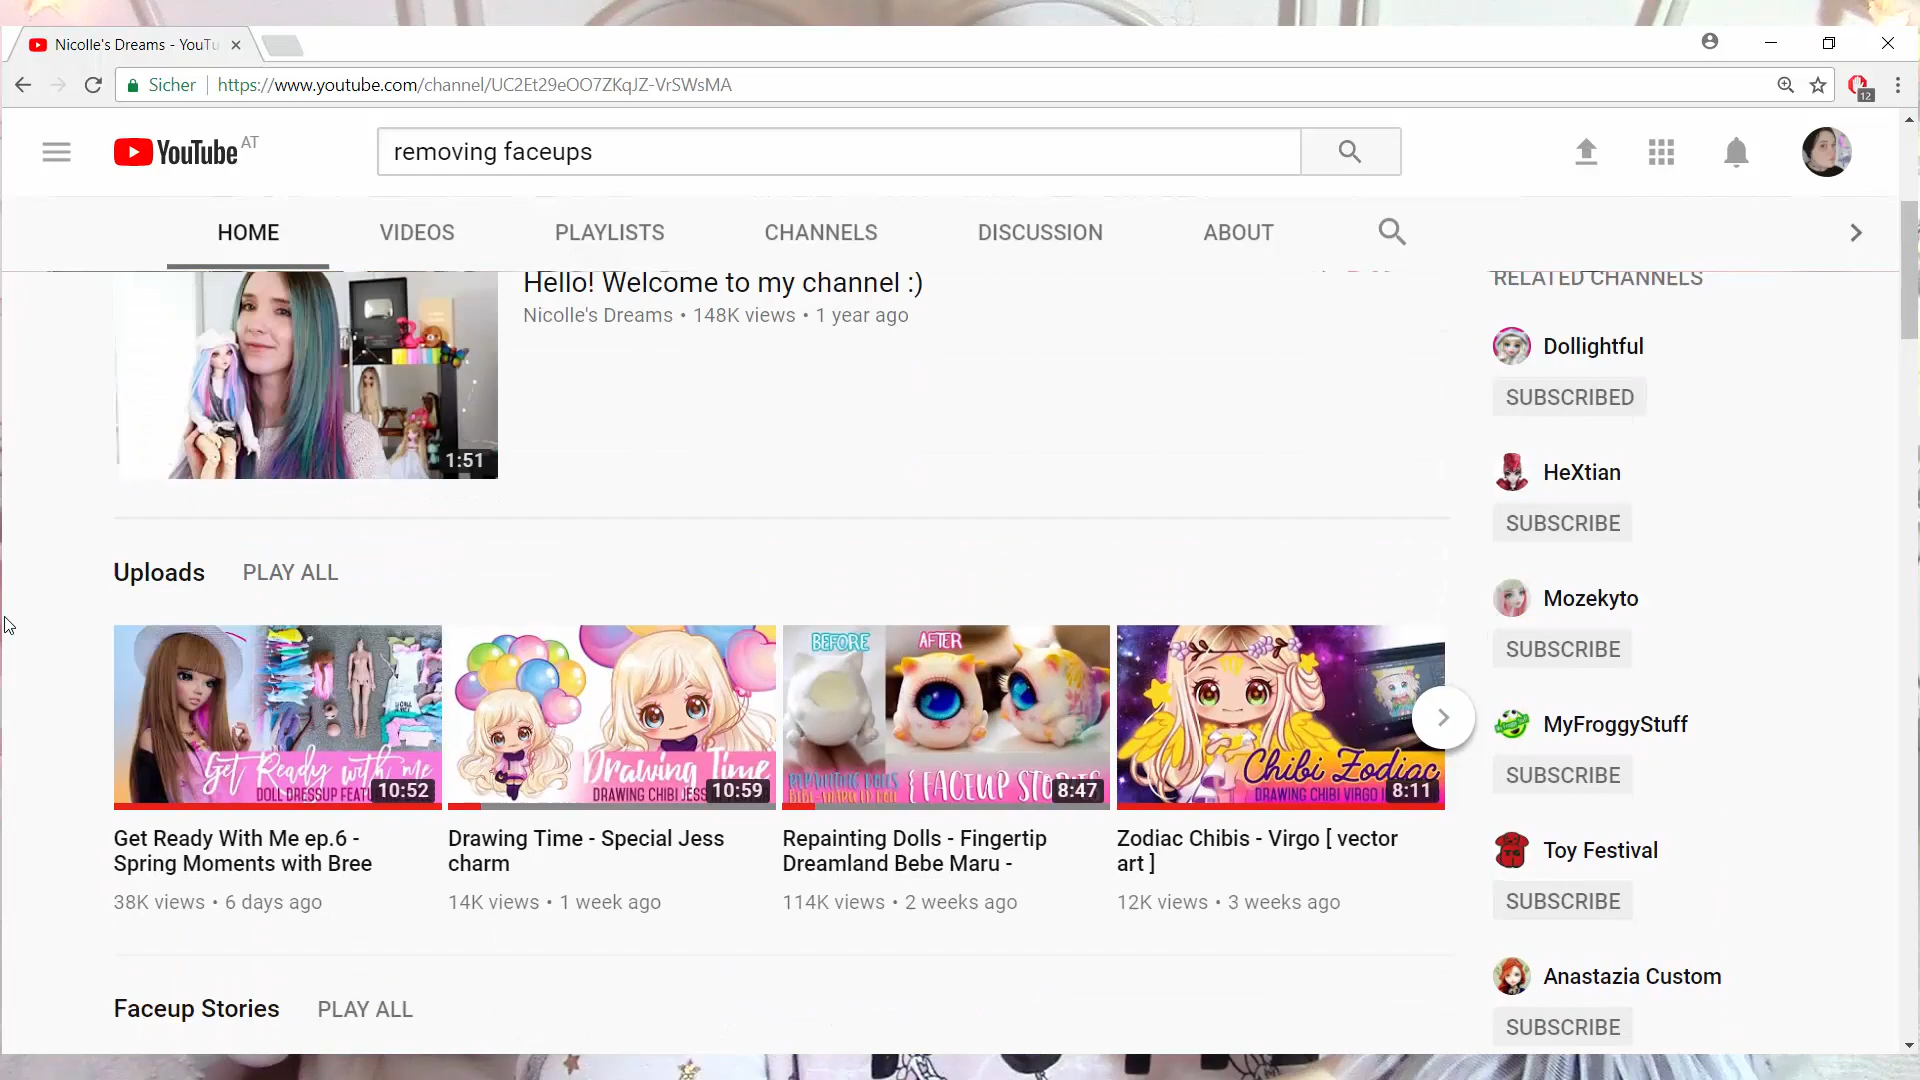 Nicolle's Dreams - YouTu
Sicher
https://www.youtube.com/channel/UC2Et29eOO7ZKqJZ-VrSWsMA
12
YouTube AT
removing faceups
HOME VIDEOS PLAYLISTS CHANNELS DISCUSSION ABOUT
Hello! Welcome to my channel :)
Nicolle's Dreams • 148K views • 1 year ago
1:51
RELATED CHANNELS
Dollightful
SUBSCRIBED
HeXtian
SUBSCRIBE
Mozekyto
SUBSCRIBE
MyFroggyStuff
SUBSCRIBE
Toy Festival
SUBSCRIBE
Anastazia Custom
SUBSCRIBE
Uploads PLAY ALL
Get Ready with me
DOLL DRESSUP FEATU
10:52
Drawing Time
DRAWING CHIBI JESS
10:59
BEFORE AFTER
REPAINTING DOLLS
{ FACEUP STO
8:47
Chibi Zodiac
DRAWING CHIBI VIRGO
8:11
Get Ready With Me ep.6 -
Spring Moments with Bree
38K views • 6 days ago
Drawing Time - Special Jess
charm
14K views • 1 week ago
Repainting Dolls - Fingertip
Dreamland Bebe Maru -
114K views • 2 weeks ago
Zodiac Chibis - Virgo [ vector
art ]
12K views • 3 weeks ago
Faceup Stories PLAY ALL